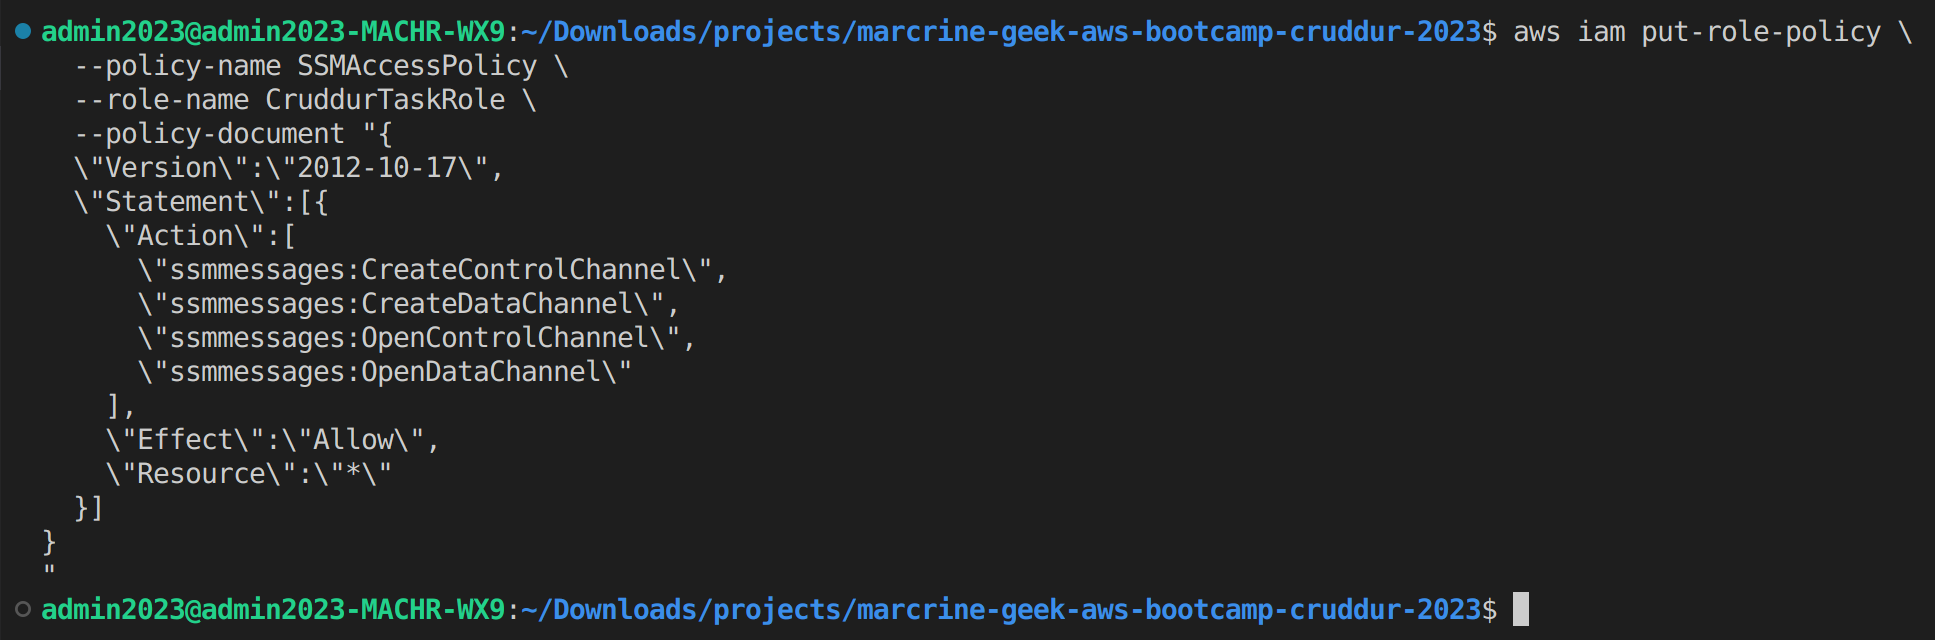 admin2023@admin2023-MACHR-WX9:~/Downloads/projects/marcrine-geek-aws-bootcamp-cruddur-2023$ aws iam put-role-policy \
  --policy-name SSMAccessPolicy \
  --role-name CruddurTaskRole \
  --policy-document "{
  \"Version\":\"2012-10-17\",
  \"Statement\":[{
    \"Action\":[
      \"ssmmessages:CreateControlChannel\",
      \"ssmmessages:CreateDataChannel\",
      \"ssmmessages:OpenControlChannel\",
      \"ssmmessages:OpenDataChannel\"
    ],
    \"Effect\":\"Allow\",
    \"Resource\":\"*\"
  }]
}
"
admin2023@admin2023-MACHR-WX9:~/Downloads/projects/marcrine-geek-aws-bootcamp-cruddur-2023$